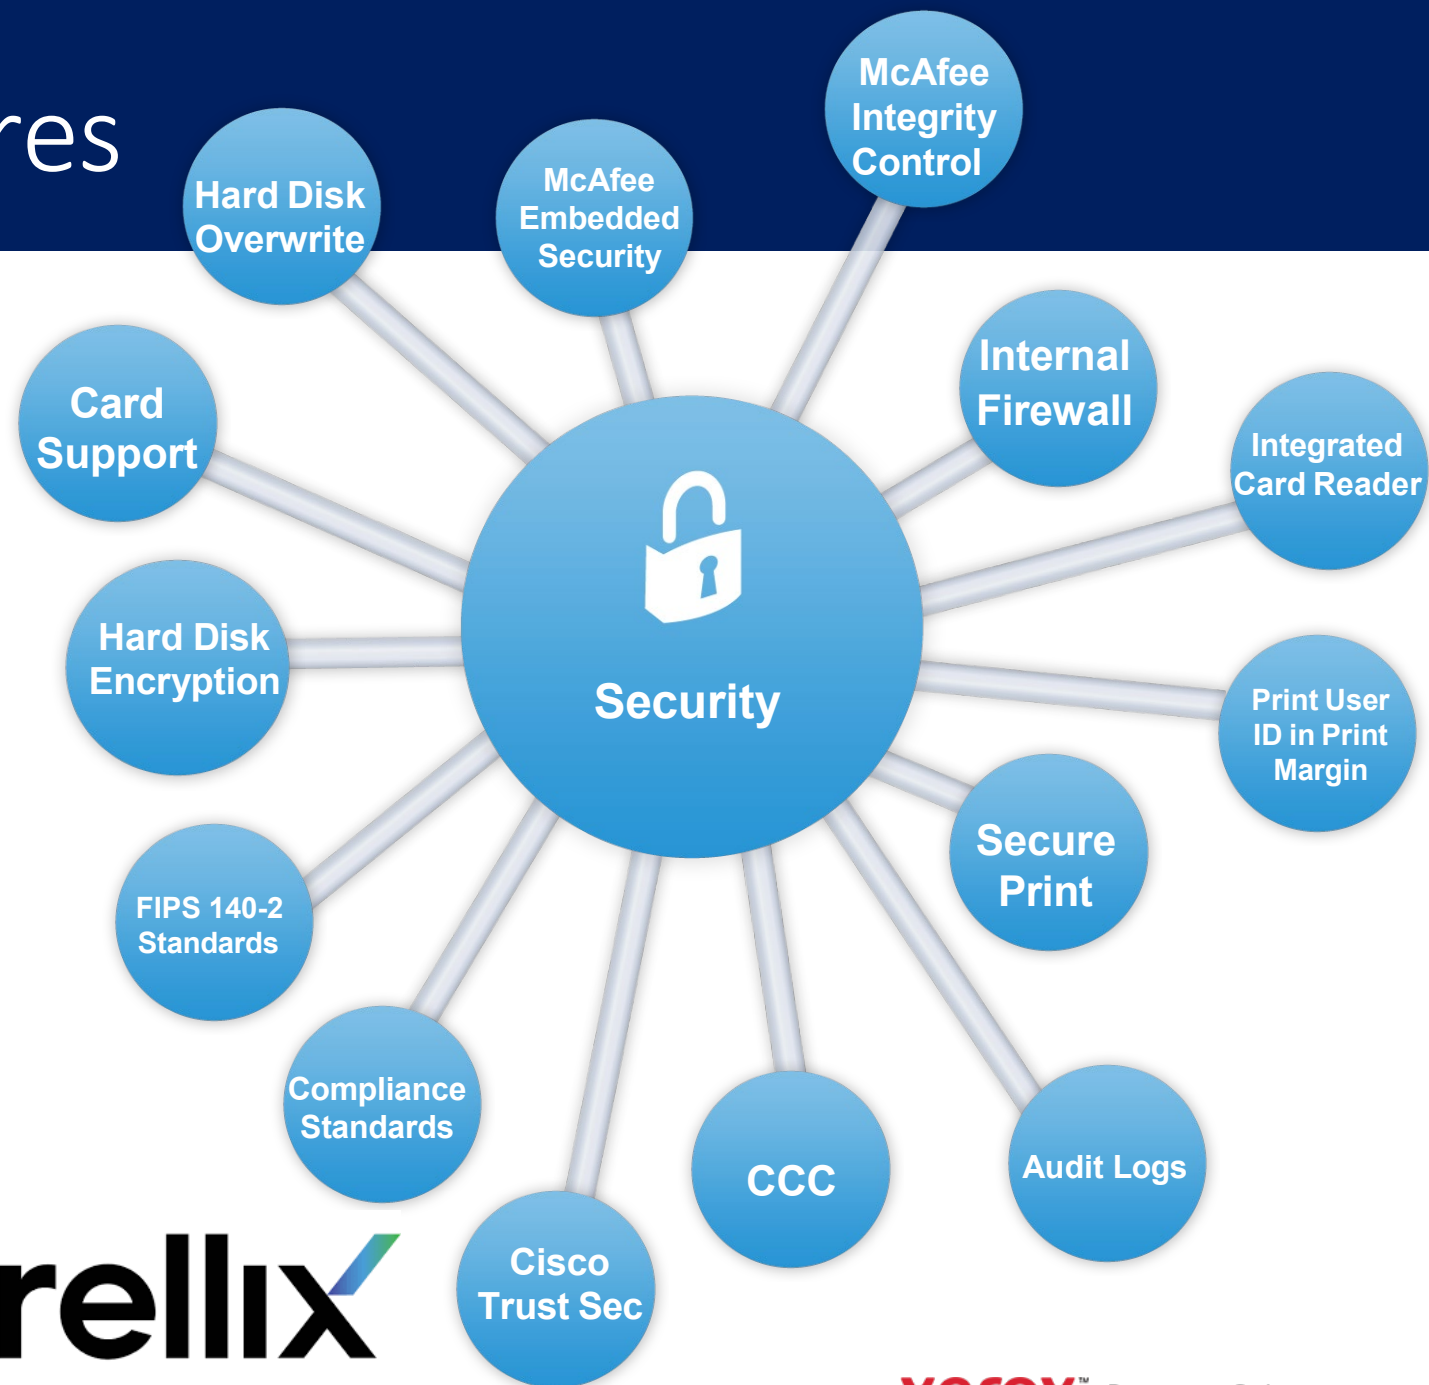 res
McAfee
Integrity
Control
Hard Disk
Overwrite
McAfee
Embedded
Security
Internal
Firewall
Card
Support
Integrated
Card Reader
Hard Disk
Encryption
Security
Print User
ID in Print
Margin
Secure
Print
FIPS 140-2
Standards
Compliance
Standards
CCC
Audit Logs
Cisco
Trust Sec
rellix
xerox™